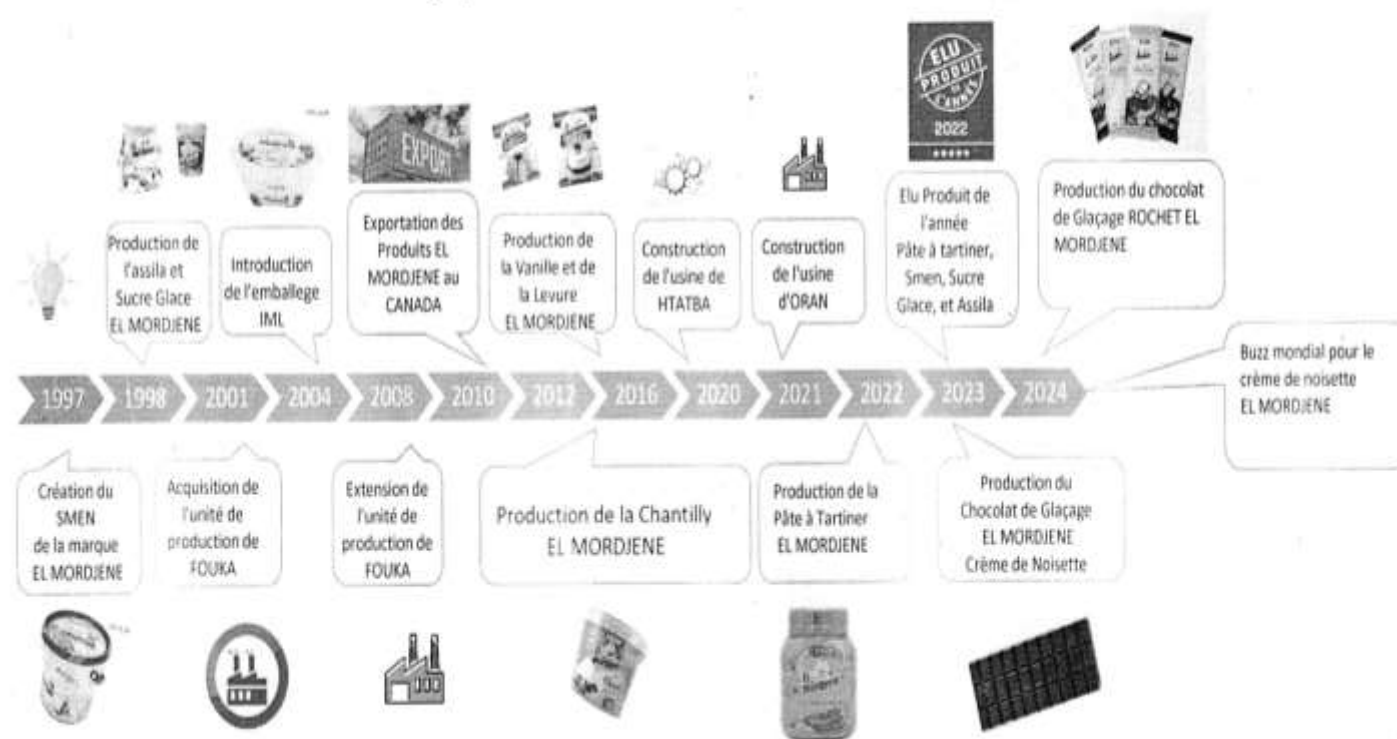 ELU
PRODUIT
DE
L'ANNÉE
2022
EXPORT
Production de
l'assila et
Sucre Glace
EL MORDJENE
Introduction
de l'emballege
IML
Exportation des
Produits EL
MORDJENE au
CANADA
Production de
la Vanille et de
la Levure
EL MORDJENE
Construction
de l'usine de
HTATBA
Construction
de l'usine
d'ORAN
Elu Produit de
l'année
Pâte à tartiner,
Smen, Sucre
Glace, et Assila
Production du chocolat
de Glaçage ROCHET EL
MORDJENE
Buzz mondial pour le
crème de noisette
EL MORDJENE
1997 1998 2001 2004 2008 2010 2012 2016 2020 2021 2022 2023 2024
Création du
SMEN
de la marque
EL MORDJENE
Acquisition de
l'unité de
production de
FOUKA
Extension de
l'unité de
production de
FOUKA
Production de la Chantilly
EL MORDJENE
Production de la
Pâte à Tartiner
EL MORDJENE
Production du
Chocolat de Glaçage
EL MORDJENE
Crème de Noisette